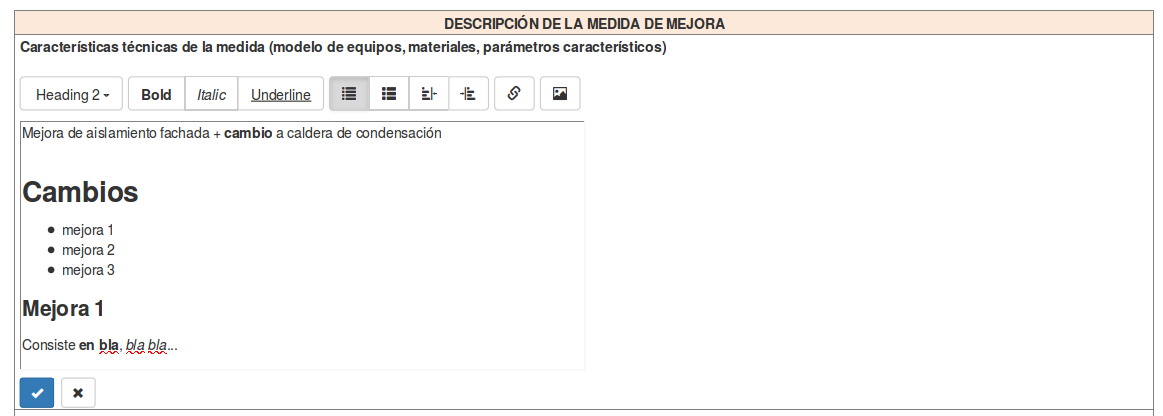 DESCRIPCIÓN DE LA MEDIDA DE MEJORA
Características técnicas de la medida (modelo de equipos, materiales, parámetros característicos)
Heading 2 Bold Italic Underline
Mejora de aislamiento fachada + cambio a caldera de condensación
Cambios
mejora 1
mejora 2
mejora 3
Mejora 1
Consiste en bla, bla bla...